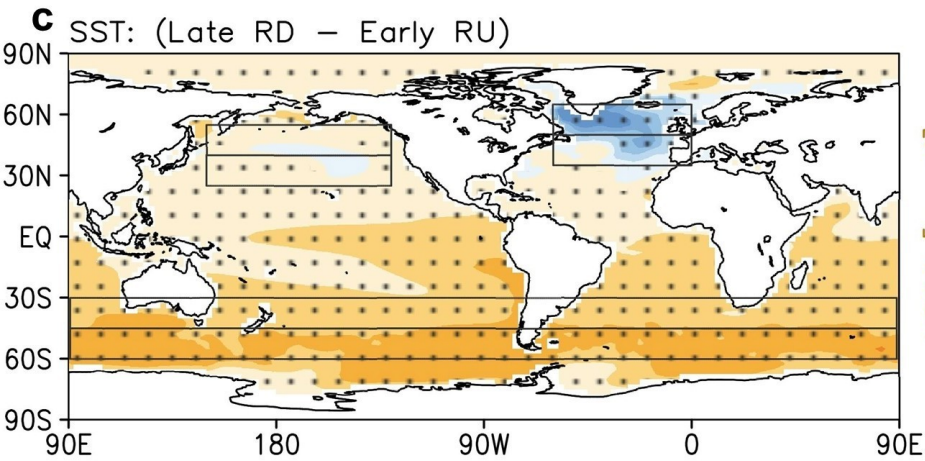 c SST: (Late RD − Early RU)
90N
60N
30N
EQ
30S
60S
90S
90E 180 90W 0 90E